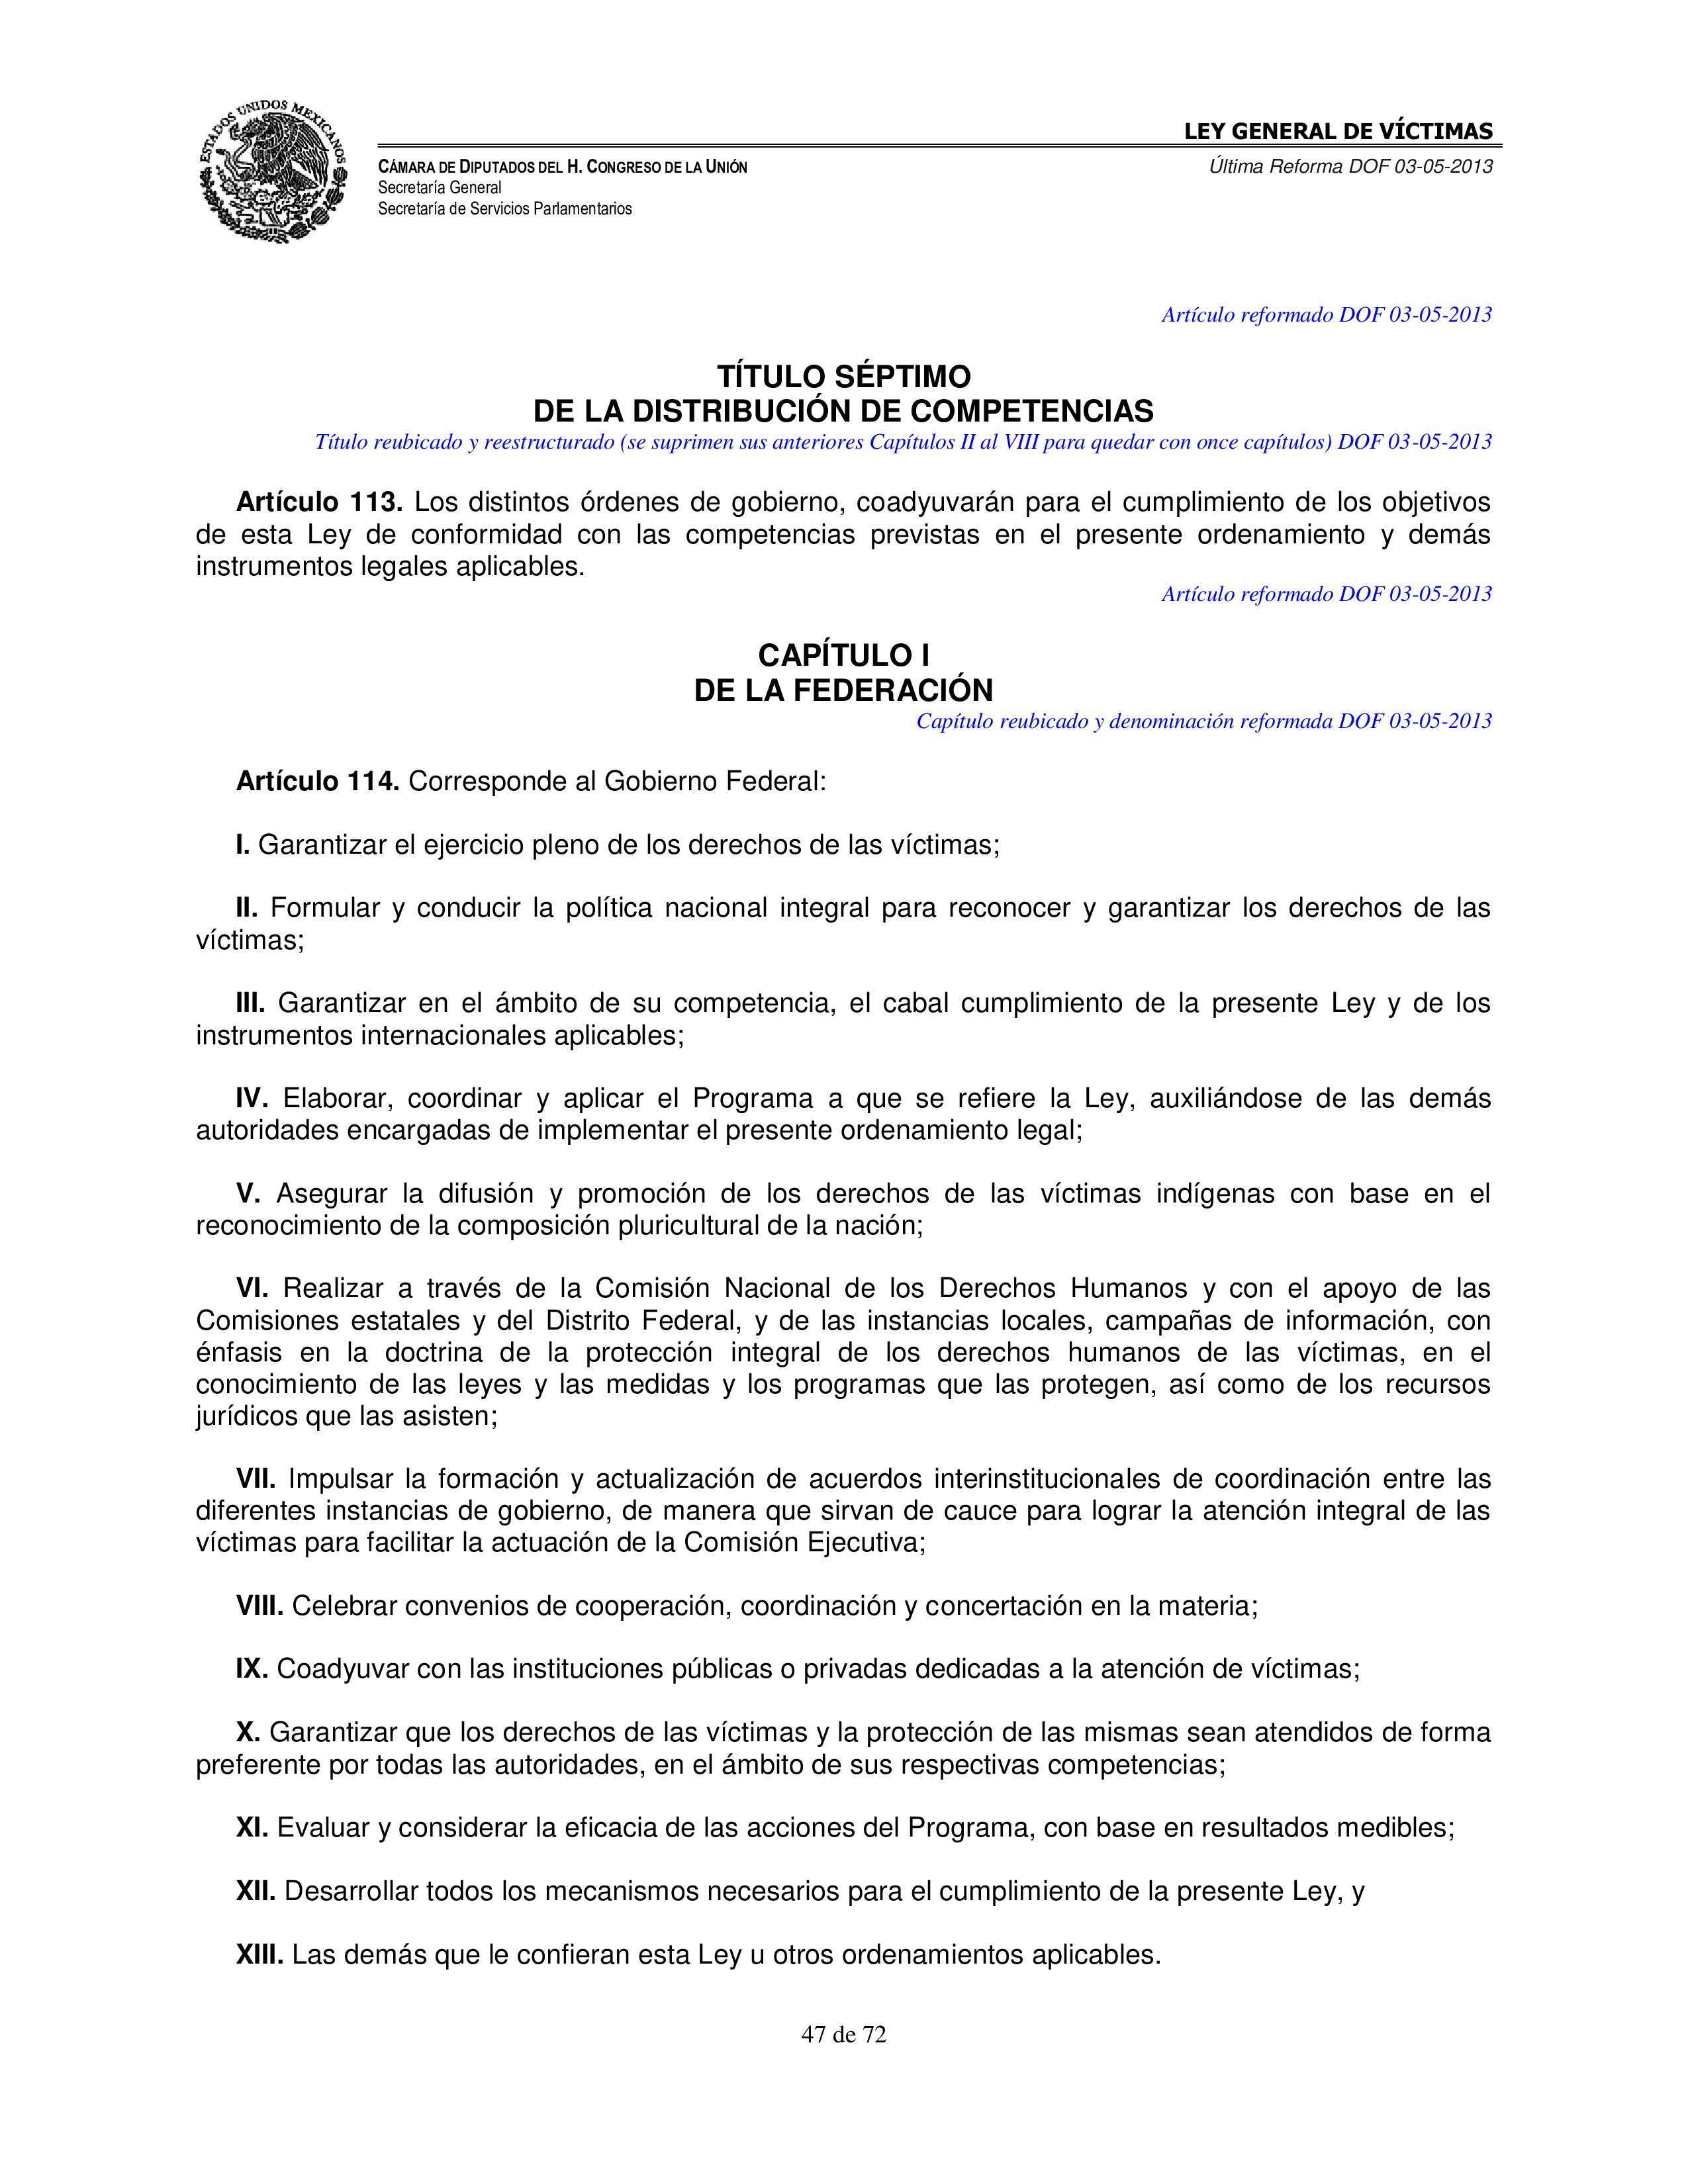 ESTADOS UNIDOS MEXICANOS
LEY GENERAL DE VÍCTIMAS
CÁMARA DE DIPUTADOS DEL H. CONGRESO DE LA UNIÓN
Última Reforma DOF 03-05-2013
Secretaría General
Secretaría de Servicios Parlamentarios
Artículo reformado DOF 03-05-2013
TÍTULO SÉPTIMO
DE LA DISTRIBUCIÓN DE COMPETENCIAS
Título reubicado y reestructurado (se suprimen sus anteriores Capítulos II al VIII para quedar con once capítulos) DOF 03-05-2013
Artículo 113. Los distintos órdenes de gobierno, coadyuvarán para el cumplimiento de los objetivos
de esta Ley de conformidad con las competencias previstas en el presente ordenamiento y demás
instrumentos legales aplicables.
Artículo reformado DOF 03-05-2013
CAPÍTULO I
DE LA FEDERACIÓN
Capítulo reubicado y denominación reformada DOF 03-05-2013
Artículo 114. Corresponde al Gobierno Federal:
I. Garantizar el ejercicio pleno de los derechos de las víctimas;
II. Formular y conducir la política nacional integral para reconocer y garantizar los derechos de las
víctimas;
III. Garantizar en el ámbito de su competencia, el cabal cumplimiento de la presente Ley y de los
instrumentos internacionales aplicables;
IV. Elaborar, coordinar y aplicar el Programa a que se refiere la Ley, auxiliándose de las demás
autoridades encargadas de implementar el presente ordenamiento legal;
V. Asegurar la difusión y promoción de los derechos de las víctimas indígenas con base en el
reconocimiento de la composición pluricultural de la nación;
VI. Realizar a través de la Comisión Nacional de los Derechos Humanos y con el apoyo de las
Comisiones estatales y del Distrito Federal, y de las instancias locales, campañas de información, con
énfasis en la doctrina de la protección integral de los derechos humanos de las víctimas, en el
conocimiento de las leyes y las medidas y los programas que las protegen, así como de los recursos
jurídicos que las asisten;
VII. Impulsar la formación y actualización de acuerdos interinstitucionales de coordinación entre las
diferentes instancias de gobierno, de manera que sirvan de cauce para lograr la atención integral de las
víctimas para facilitar la actuación de la Comisión Ejecutiva;
VIII. Celebrar convenios de cooperación, coordinación y concertación en la materia;
IX. Coadyuvar con las instituciones públicas o privadas dedicadas a la atención de víctimas;
X. Garantizar que los derechos de las víctimas y la protección de las mismas sean atendidos de forma
preferente por todas las autoridades, en el ámbito de sus respectivas competencias;
XI. Evaluar y considerar la eficacia de las acciones del Programa, con base en resultados medibles;
XII. Desarrollar todos los mecanismos necesarios para el cumplimiento de la presente Ley, y
XIII. Las demás que le confieran esta Ley u otros ordenamientos aplicables.
47 de 72